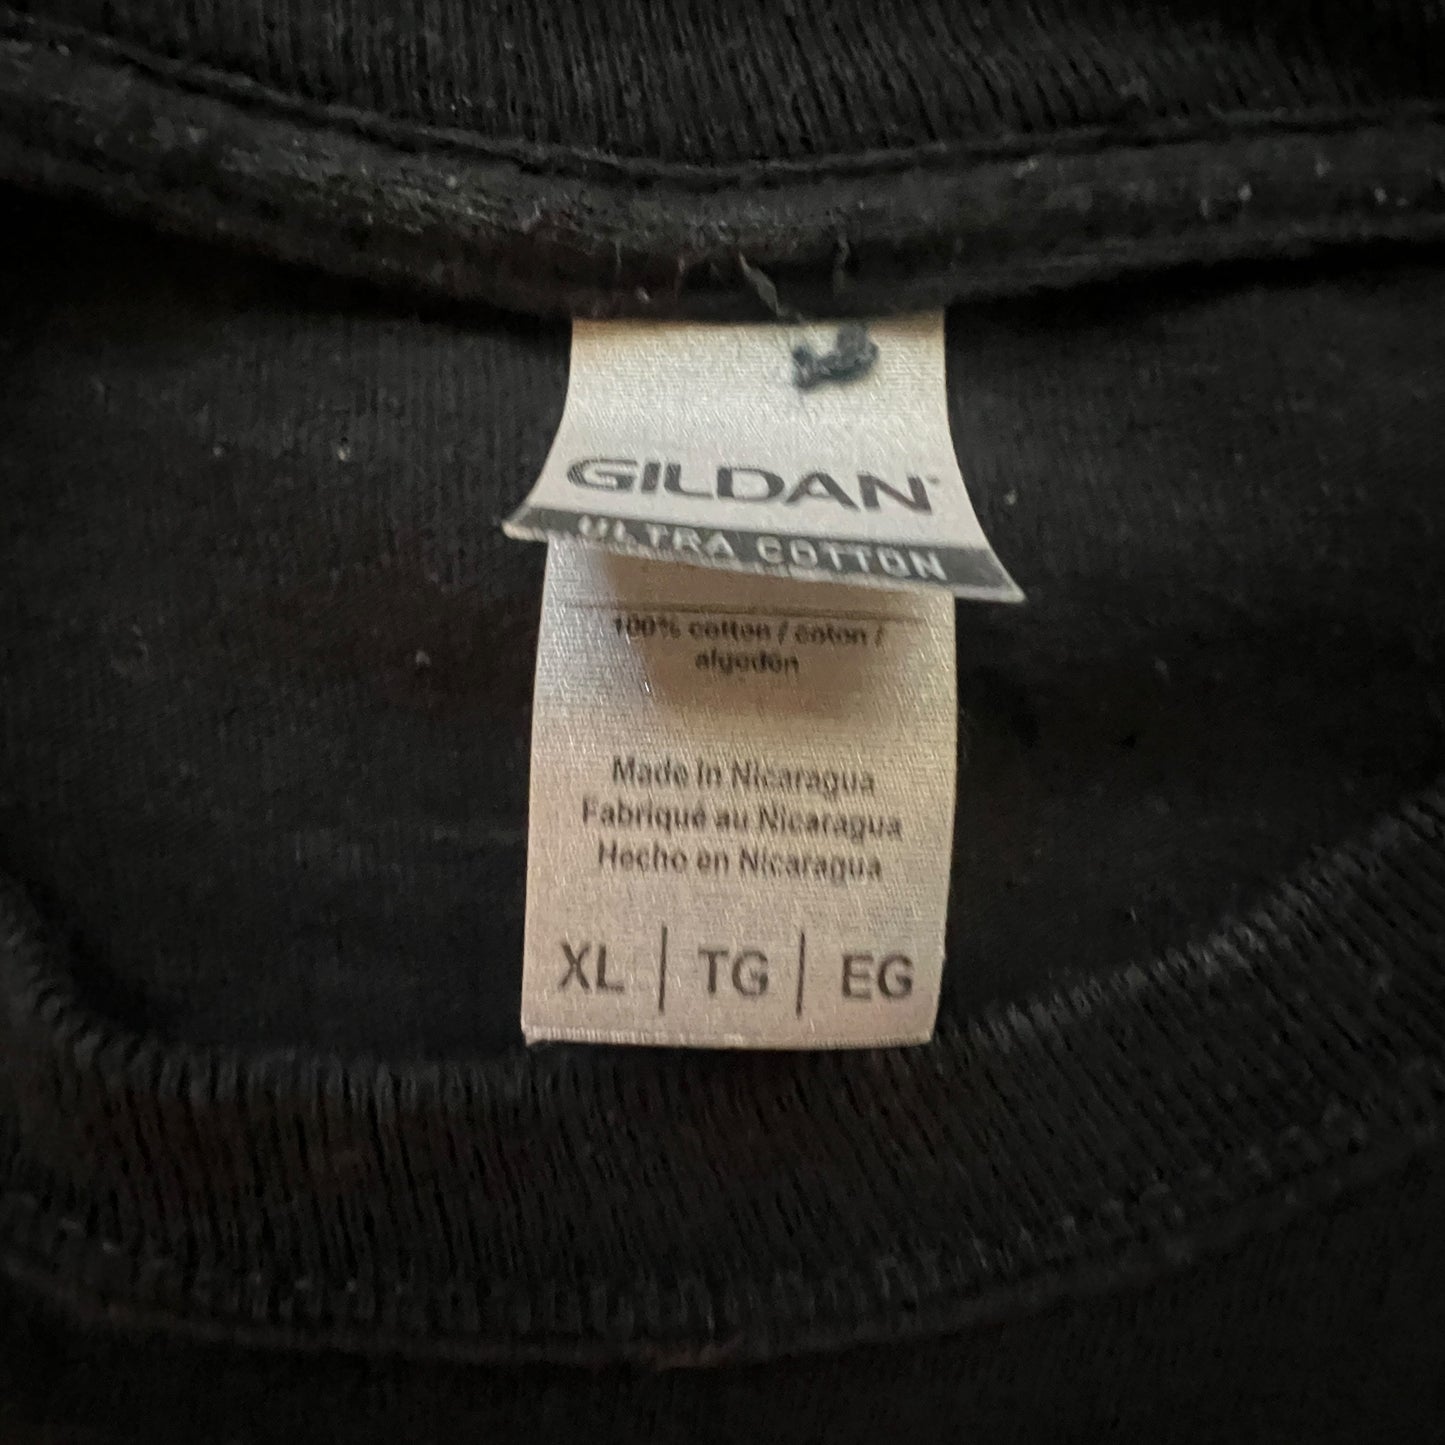 GILDAN
ULTRA COTTON
100% cotton / coton /
algodón
Made in Nicaragua
Fabriqué au Nicaragua
Hecho en Nicaragua
XL | TG | EG